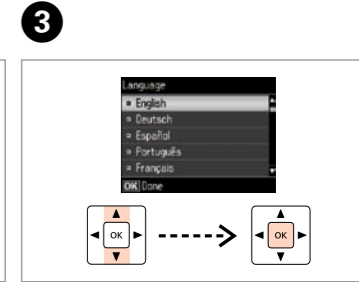 3
Language
English
Deutsch
Español
Português
Français
OK Done
OK
OK